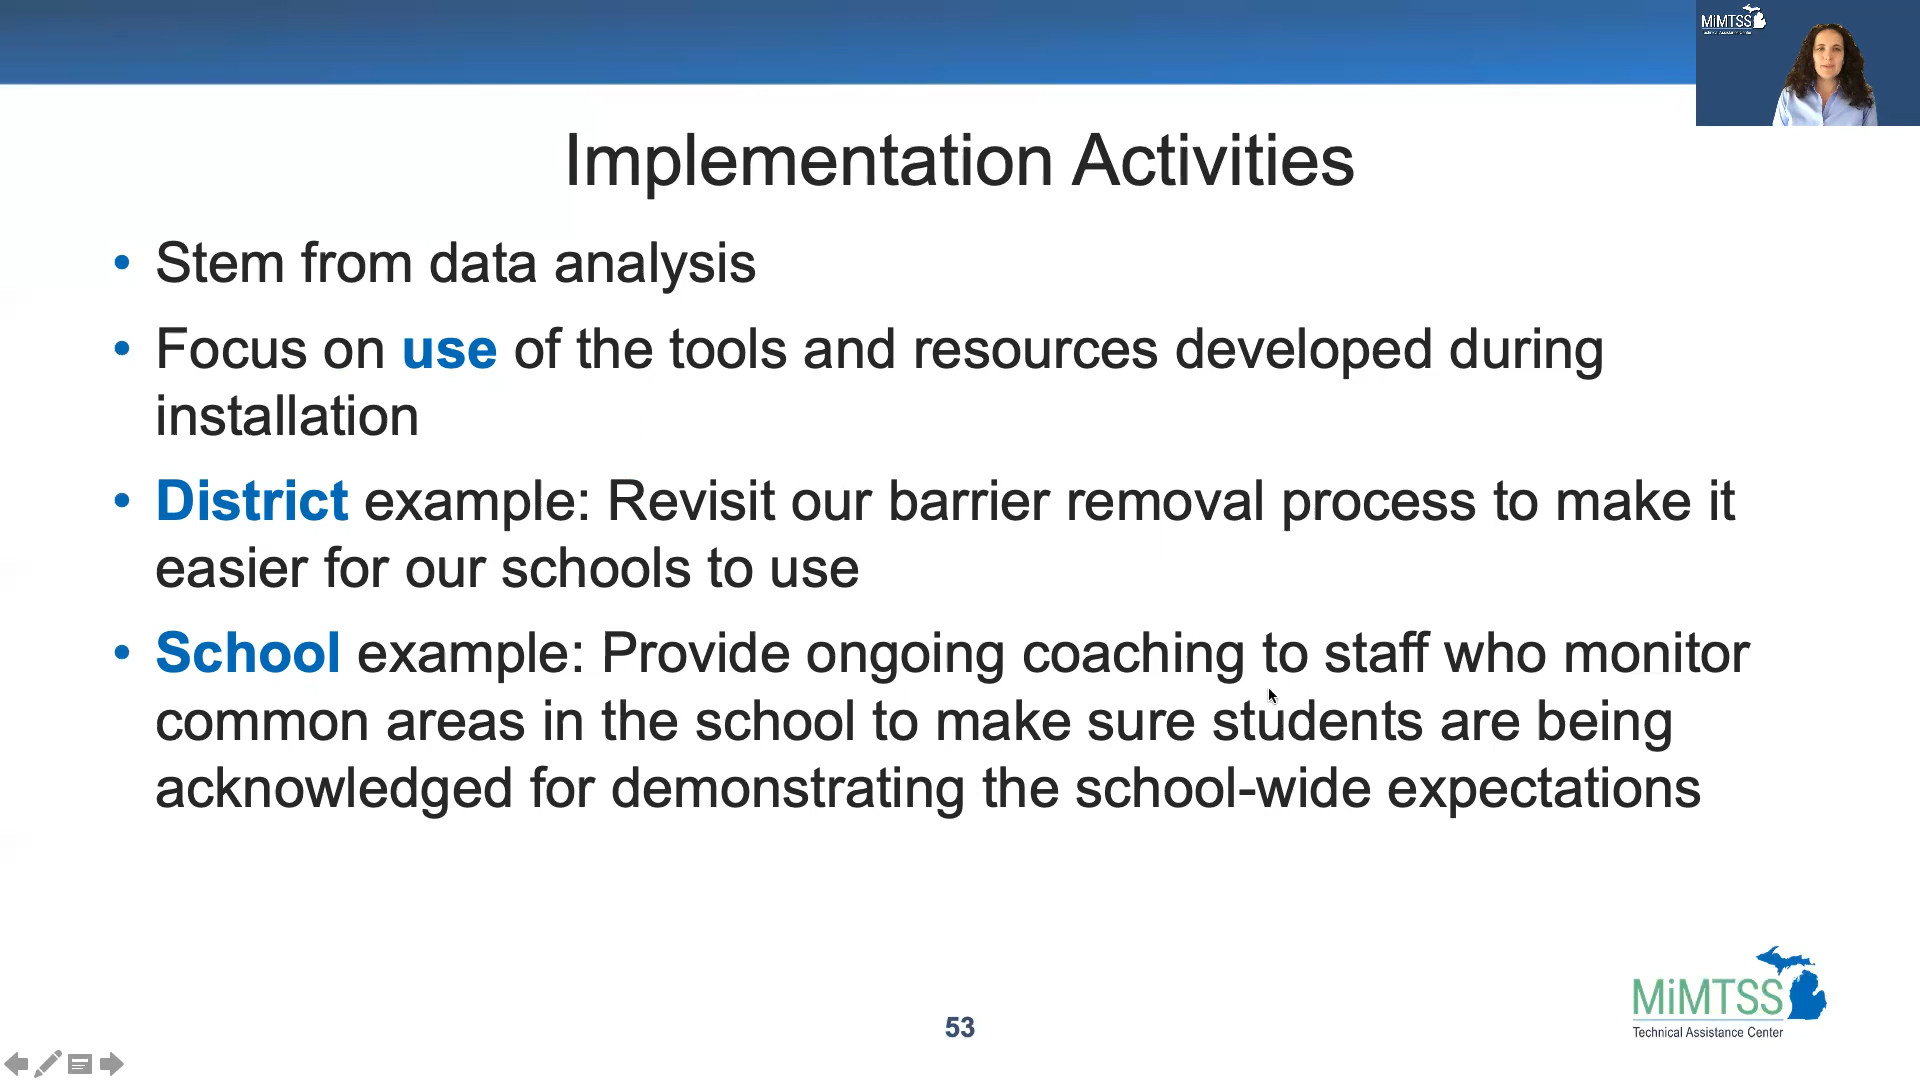 MiMTSS
Technical Assistance Center
Implementation Activities
• Stem from data analysis
• Focus on use of the tools and resources developed during
installation
• District example: Revisit our barrier removal process to make it
easier for our schools to use
• School example: Provide ongoing coaching to staff who monitor
common areas in the school to make sure students are being
acknowledged for demonstrating the school-wide expectations
MiMTSS
Technical Assistance Center
53